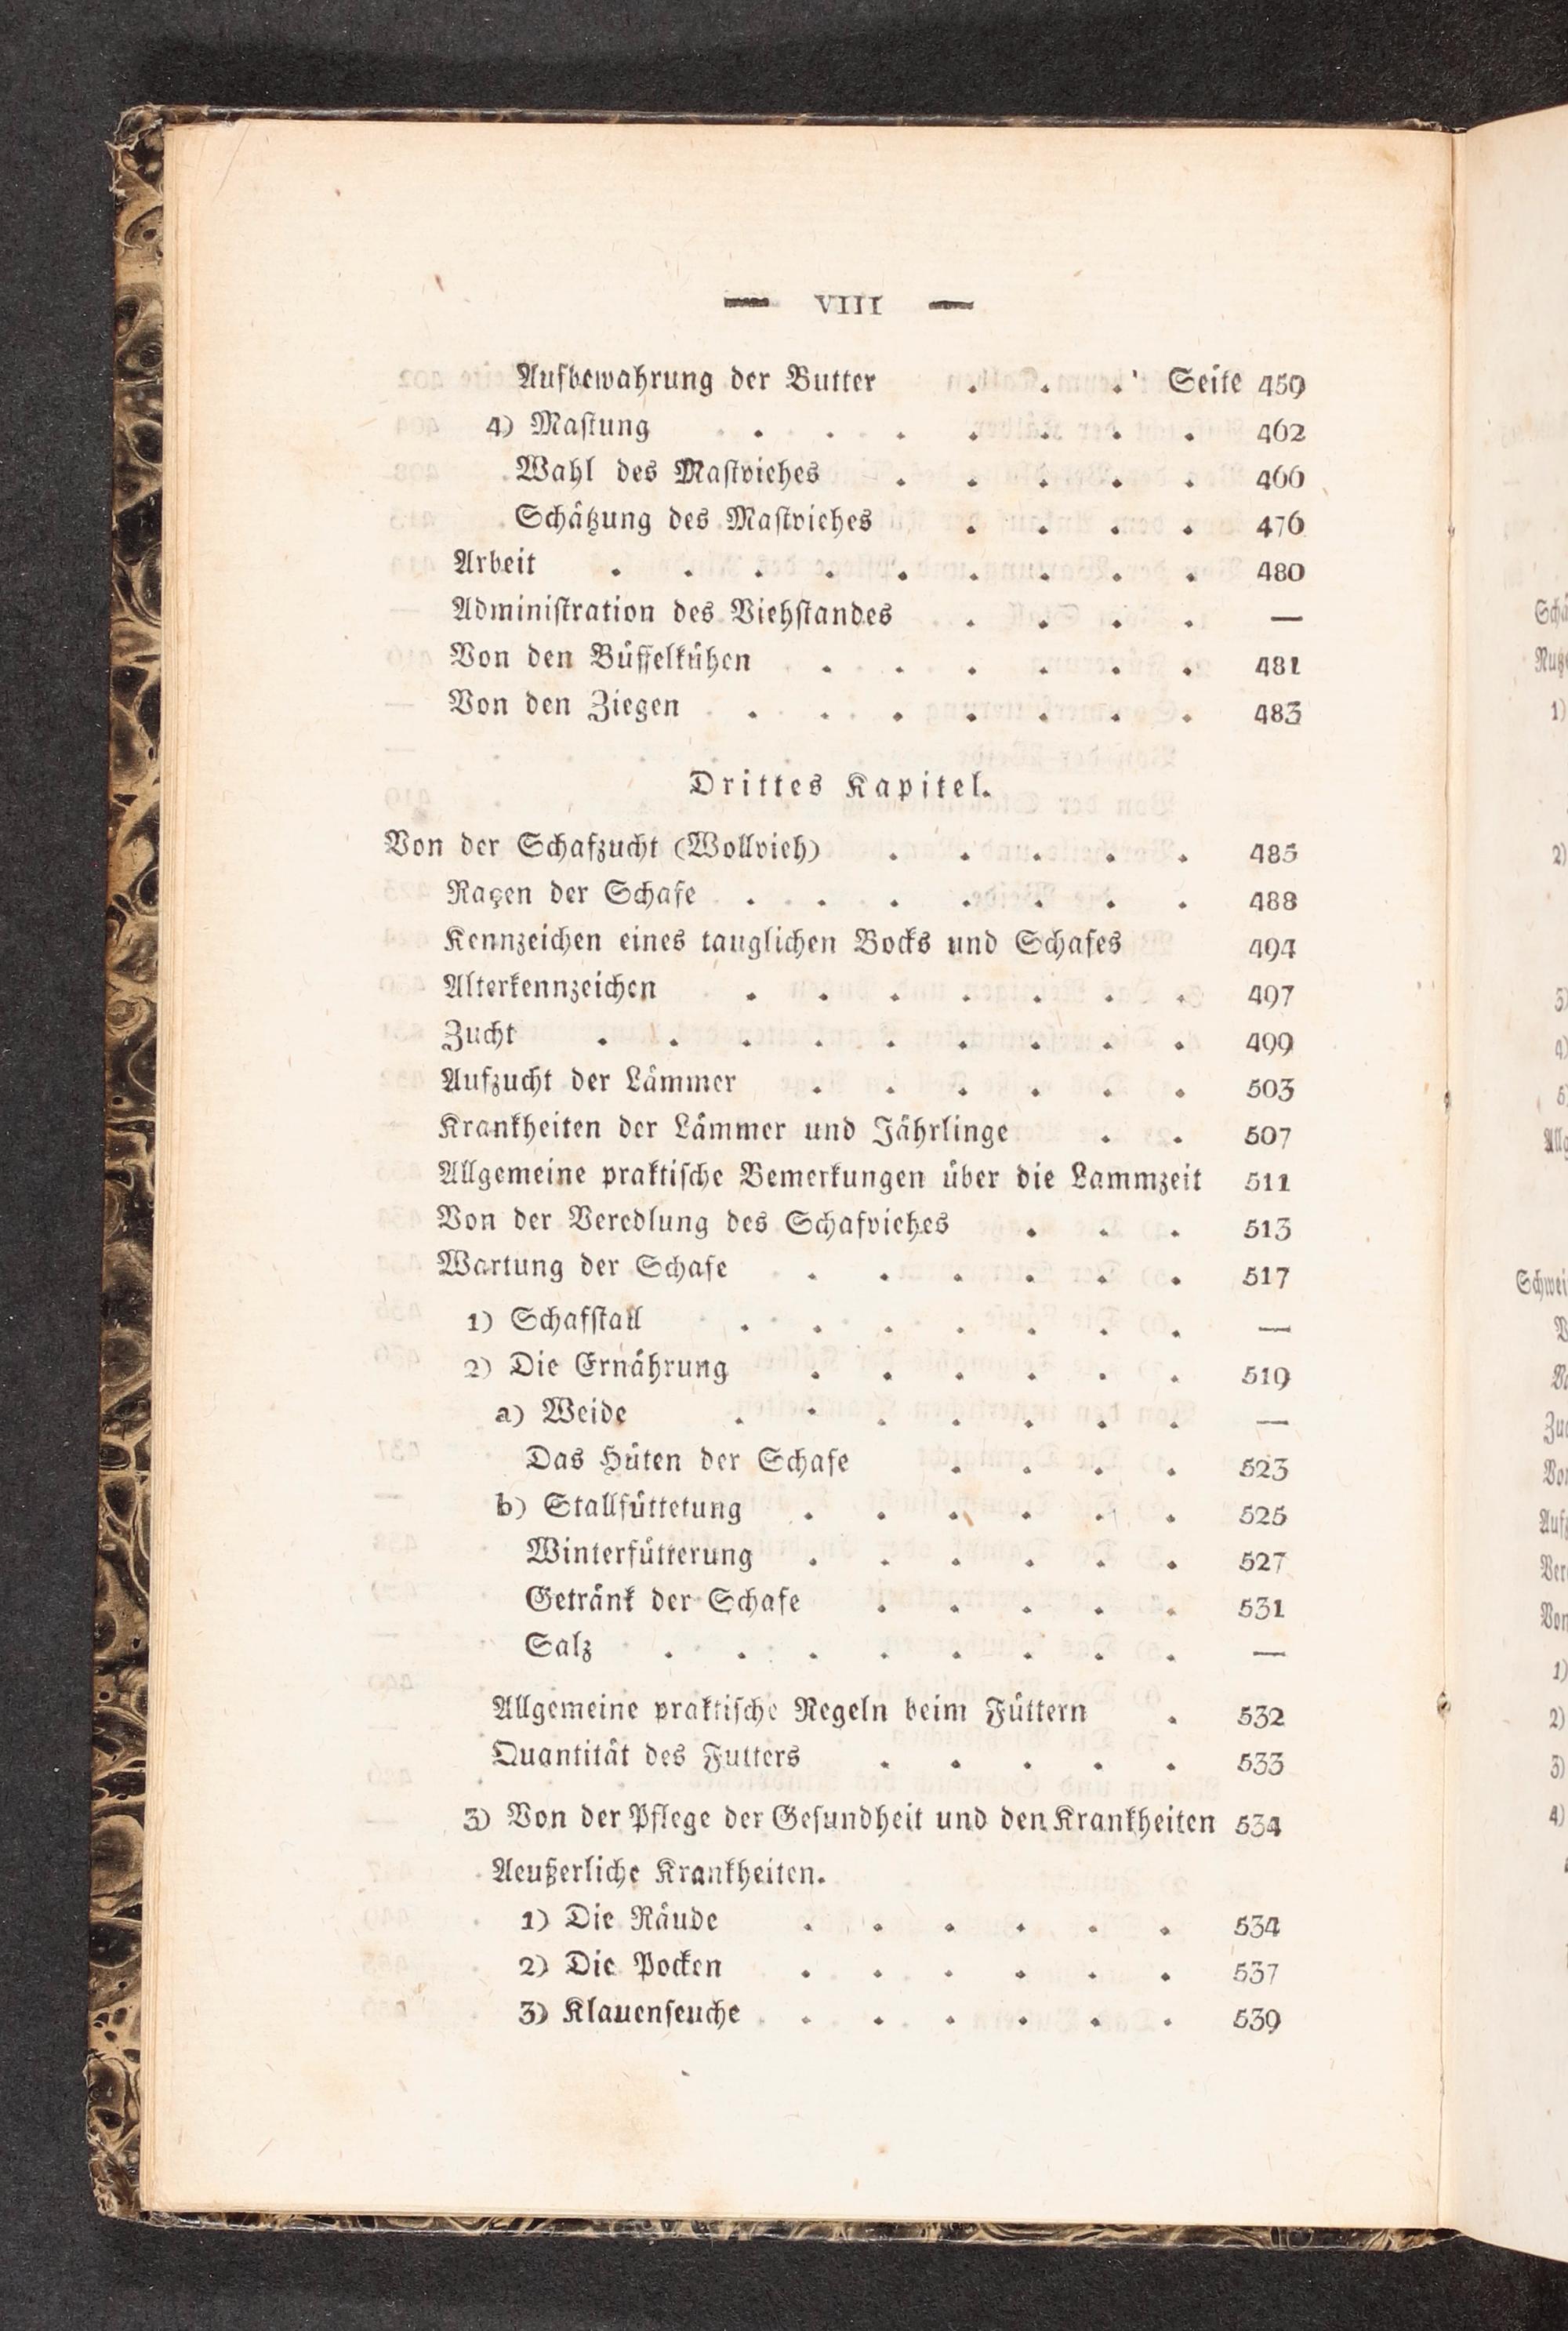 — VIII —
Aufbewahrung der Butter . . . Seite 459
4) Mastung . . . . . . . 462
Wahl des Mastviehes . . . . . 466
Schätzung des Mastviehes . . . . 476
Arbeit . . . . . . . . . 480
Administration des Viehstandes . . . . —
Von den Büffelkühen . . . . . . 481
Von den Ziegen . . . . . . . 483
Drittes Kapitel.
Von der Schafzucht (Wollvieh) . . . . . 485
Raçen der Schafe . . . . . . . 488
Kennzeichen eines tauglichen Bocks und Schafes 494
Alterkennzeichen . . . . . . . 497
Zucht . . . . . . . . . 499
Aufzucht der Lämmer . . . . . . 503
Krankheiten der Lämmer und Jährlinge . . 507
Allgemeine praktische Bemerkungen über die Lammzeit 511
Von der Veredlung des Schafviehes . . . 513
Wartung der Schafe . . . . . . 517
1) Schafstall . . . . . . . —
2) Die Ernährung . . . . . . 519
a) Weide . . . . . . . —
Das Hüten der Schafe . . . . 523
b) Stallfüttetung . . . . . . 525
Winterfütterung . . . . . . 527
Getränk der Schafe . . . . . 531
Salz . . . . . . . . —
Allgemeine praktische Regeln beim Füttern . 532
Quantität des Futters . . . . . 533
3) Von der Pflege der Gesundheit und den Krankheiten 534
Aeußerliche Krankheiten.
1) Die Räude . . . . . . 534
2) Die Pocken . . . . . . 537
3) Klauenseuche . . . . . . 539